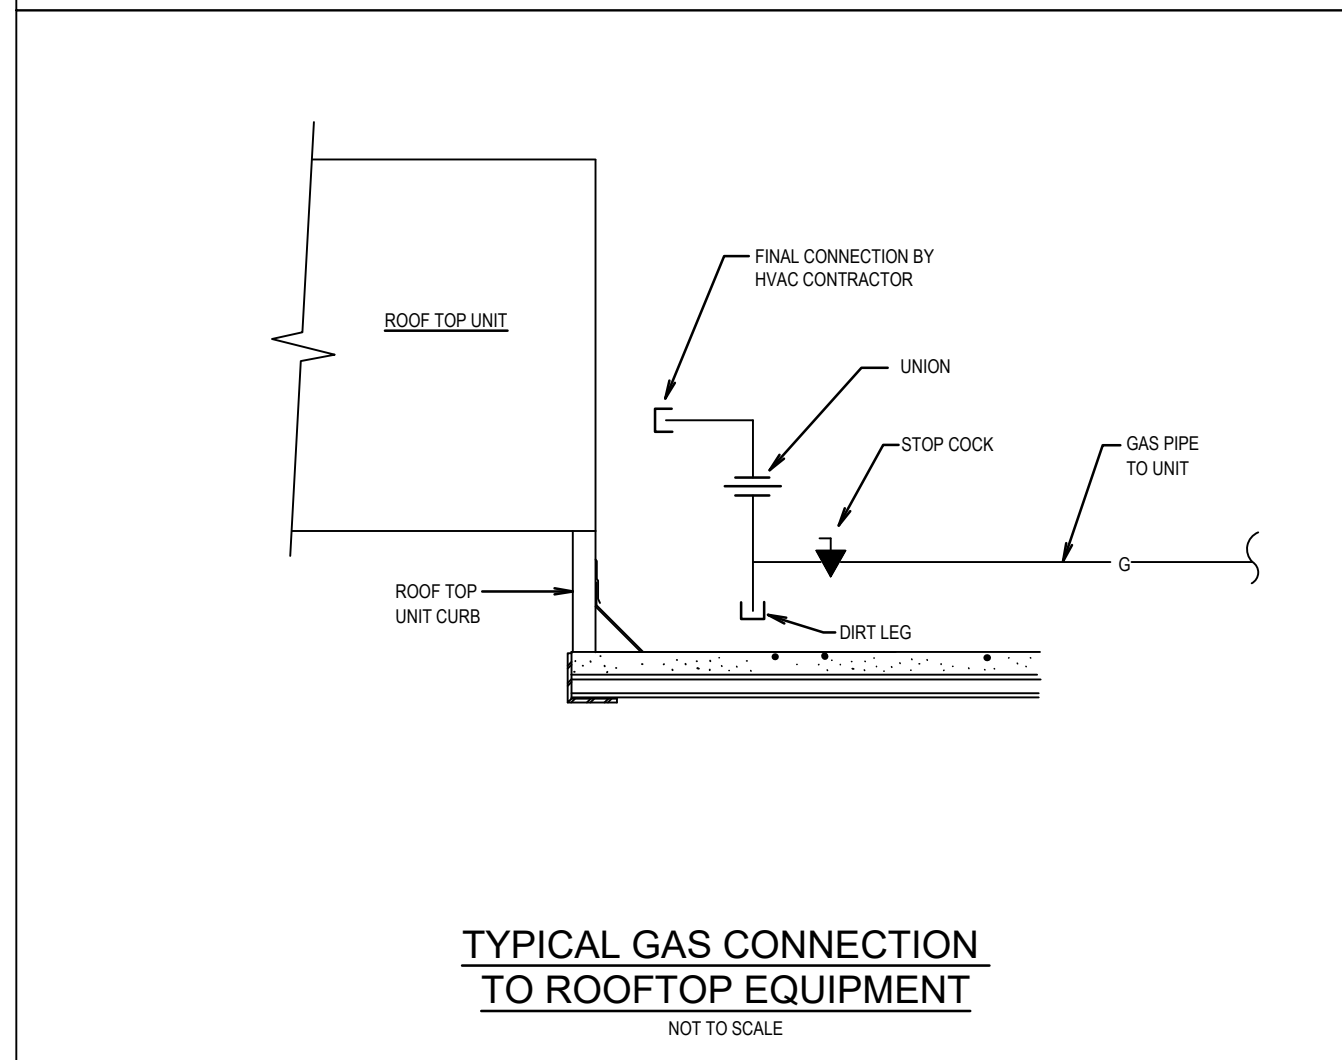 FINAL CONNECTION BY
HVAC CONTRACTOR
ROOF TOP UNIT
UNION
STOP COCK
GAS PIPE
TO UNIT
G
ROOF TOP
UNIT CURB
DIRT LEG
TYPICAL GAS CONNECTION
TO ROOFTOP EQUIPMENT
NOT TO SCALE